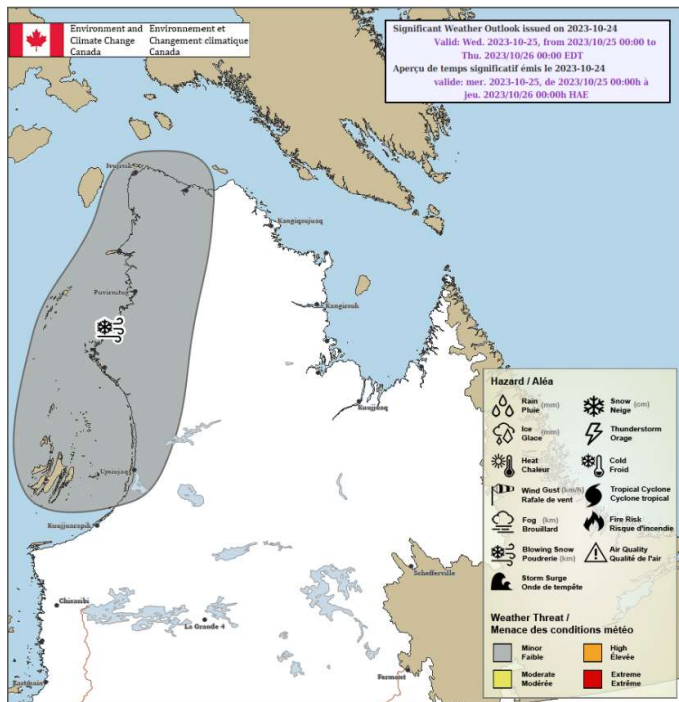 Environment and
Climate Change
Canada
Environnement et
Changement climatique
Canada
Significant Weather Outlook issued on 2023-10-24
Valid: Wed. 2023-10-25, from 2023/10/25 00:00 to
Thu. 2023/10/26 00:00 EDT
Aperçu de temps significatif émis le 2023-10-24
valide: mer. 2023-10-25, de 2023/10/25 00:00h à
jeu. 2023/10/26 00:00h HAE
Kangiqsujuaq
Puvirnituq
Kangirsuk
Kuujjuaq
Umiujaq
Kuujjuarapik
Schefferville
Chisasibi
La Grande 4
Eastmain
Fermont
Hazard / Aléa
Rain (mm)
Pluie
Snow (cm)
Neige
Ice (mm)
Glace
Thunderstorm
Orage
Heat
Chaleur
Cold
Froid
Wind Gust (km/h)
Rafale de vent
Tropical Cyclone
Cyclone tropical
Fog (km)
Brouillard
Fire Risk
Risque d'incendie
Blowing Snow
Poudrerie (km)
Air Quality
Qualité de l'air
Storm Surge
Onde de tempête
Weather Threat /
Menace des conditions météo
Minor
Faible
High
Élevée
Moderate
Modérée
Extreme
Extrême